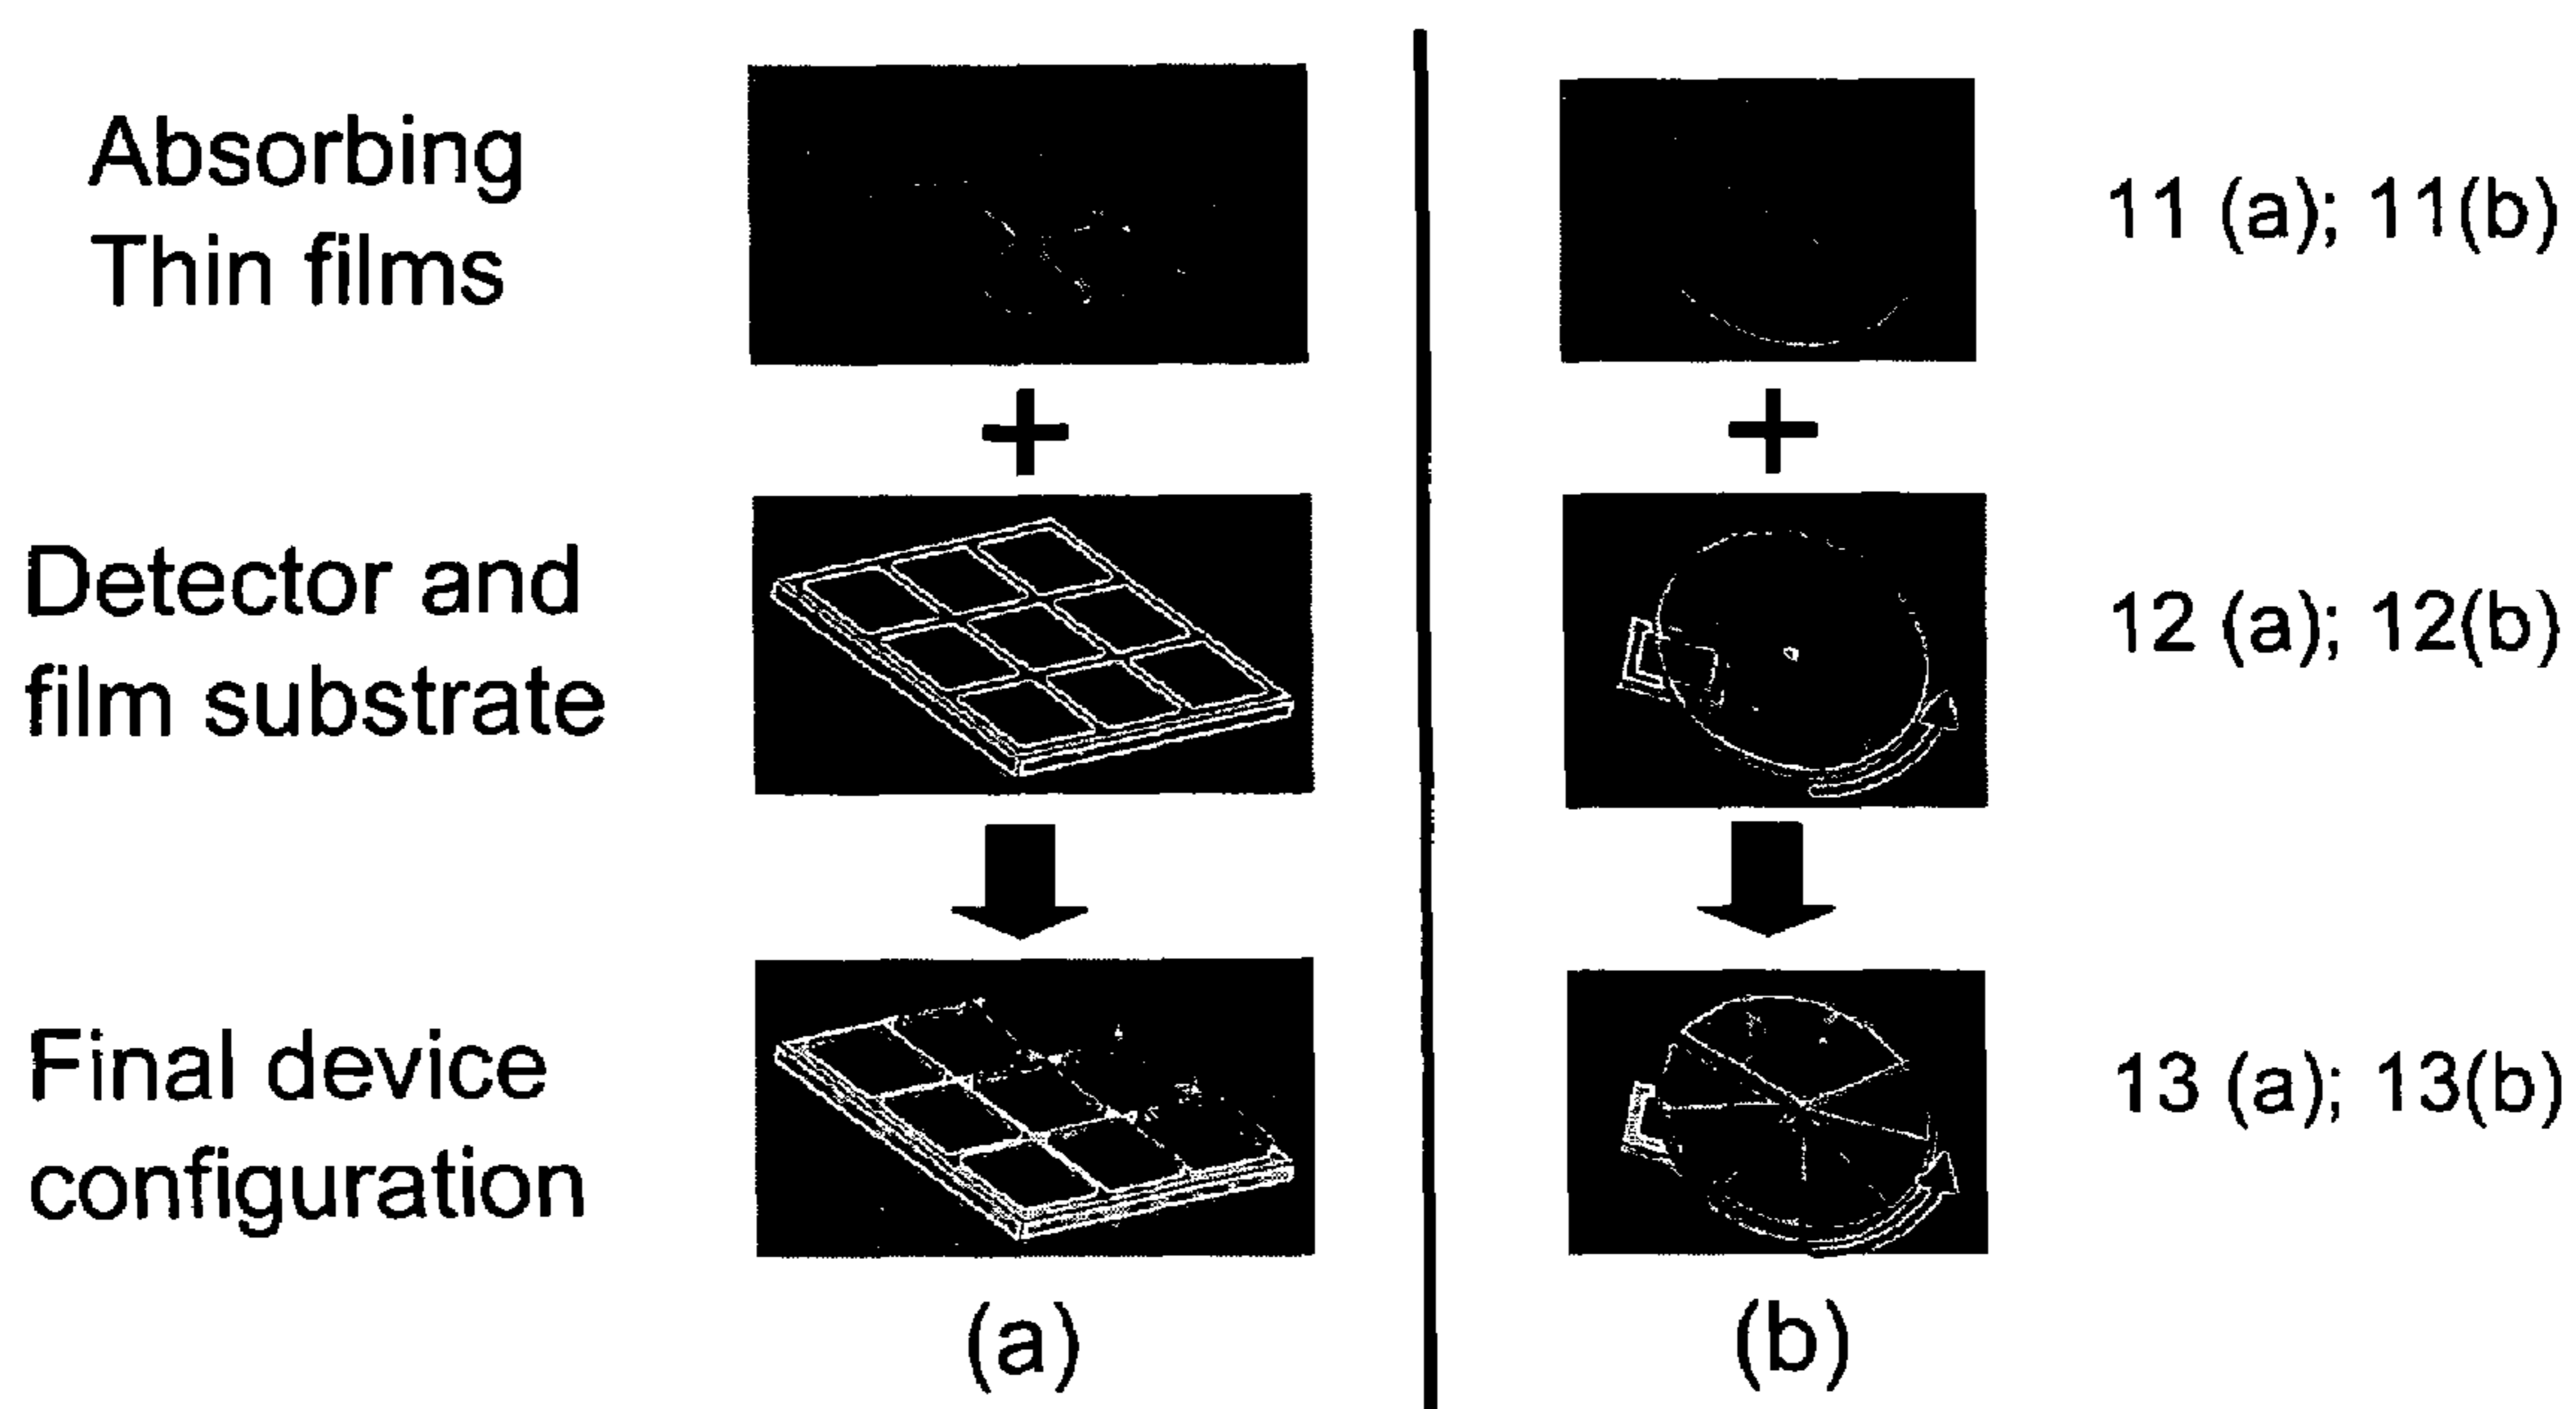 Absorbing
Thin films
11 (a); 11(b)
+
+
Detector and
film substrate
12 (a); 12(b)
Final device
configuration
13 (a); 13(b)
(a)
(b)